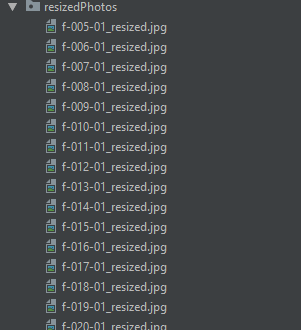 resizedPhotos
f-005-01_resized.jpg
f-006-01_resized.jpg
f-007-01_resized.jpg
f-008-01_resized.jpg
f-009-01_resized.jpg
f-010-01_resized.jpg
f-011-01_resized.jpg
f-012-01_resized.jpg
f-013-01_resized.jpg
f-014-01_resized.jpg
f-015-01_resized.jpg
f-016-01_resized.jpg
f-017-01_resized.jpg
f-018-01_resized.jpg
f-019-01_resized.jpg
f-020-01_resized.jpg